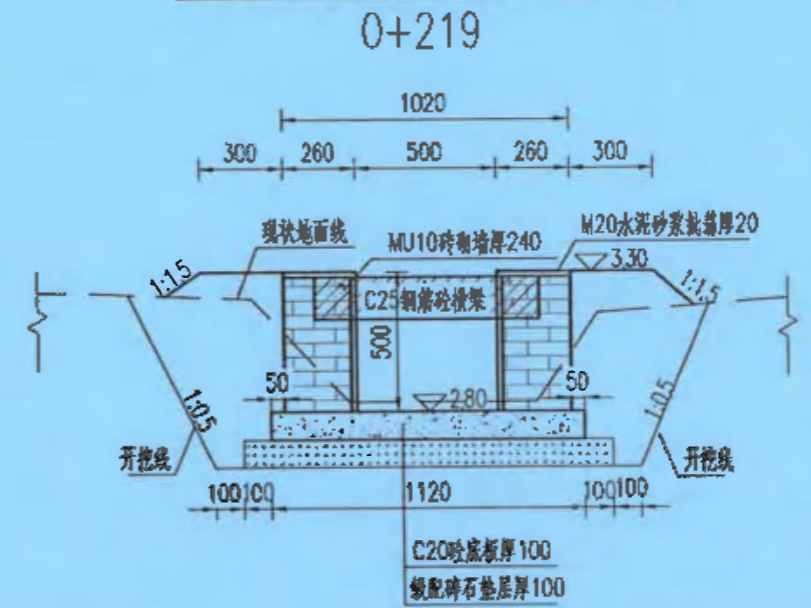 0+219
1020
300 260 500 260 300
现状地面线
MU10砖砌墙厚240
M20水泥砂浆批荡厚20
3.30
1:1.5
1:1.5
C25钢筋砼横梁
500
50
2.80
50
1:0.5
1:0.5
开挖线
开挖线
100 100 1120 100 100
C20砼底板厚100
级配碎石垫层厚100